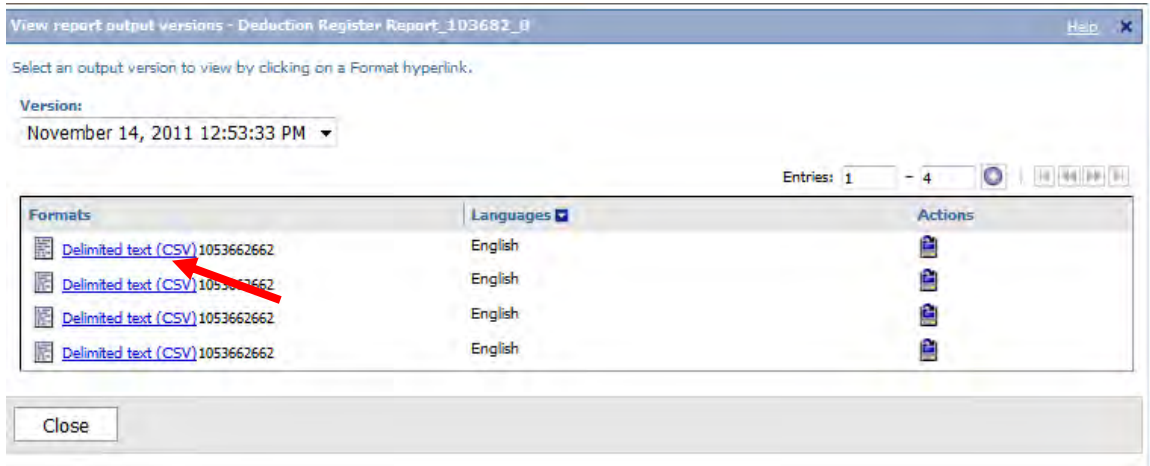 View report output versions - Deduction Register Report_103682_0 Help X
Select an output version to view by clicking on a Format hyperlink.
Version:
November 14, 2011 12:53:33 PM
Entries: 1 - 4
Formats Languages Actions
Delimited text (CSV) 1053662662 English
Delimited text (CSV) 1053662662 English
Delimited text (CSV) 1053662662 English
Delimited text (CSV) 1053662662 English
Close